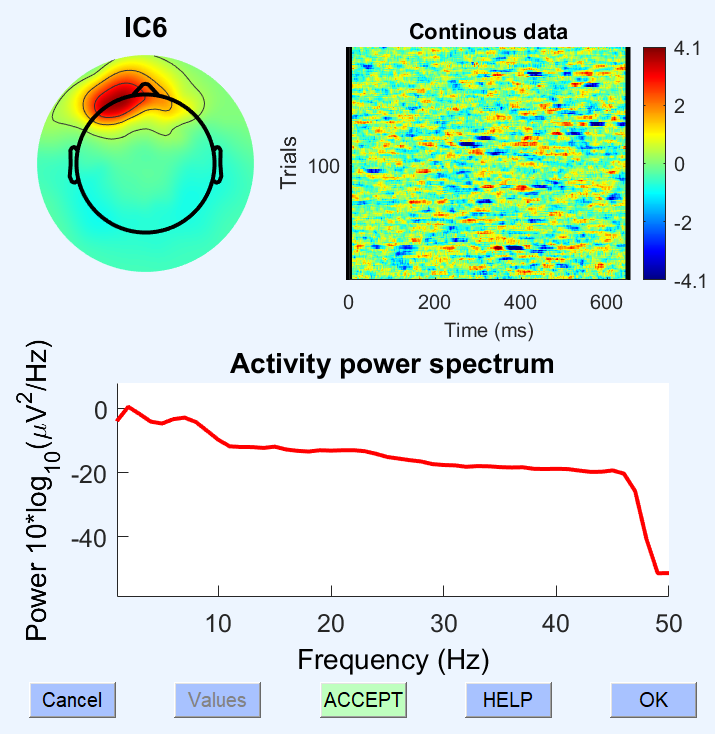 IC6
Continous data
Trials
100
4.1
2
0
-2
-4.1
0
200
400
600
Time (ms)
Activity power spectrum
Power 10*log10(μV2/Hz)
0
-20
-40
10
20
30
40
50
Frequency (Hz)
Cancel
Values
ACCEPT
HELP
OK